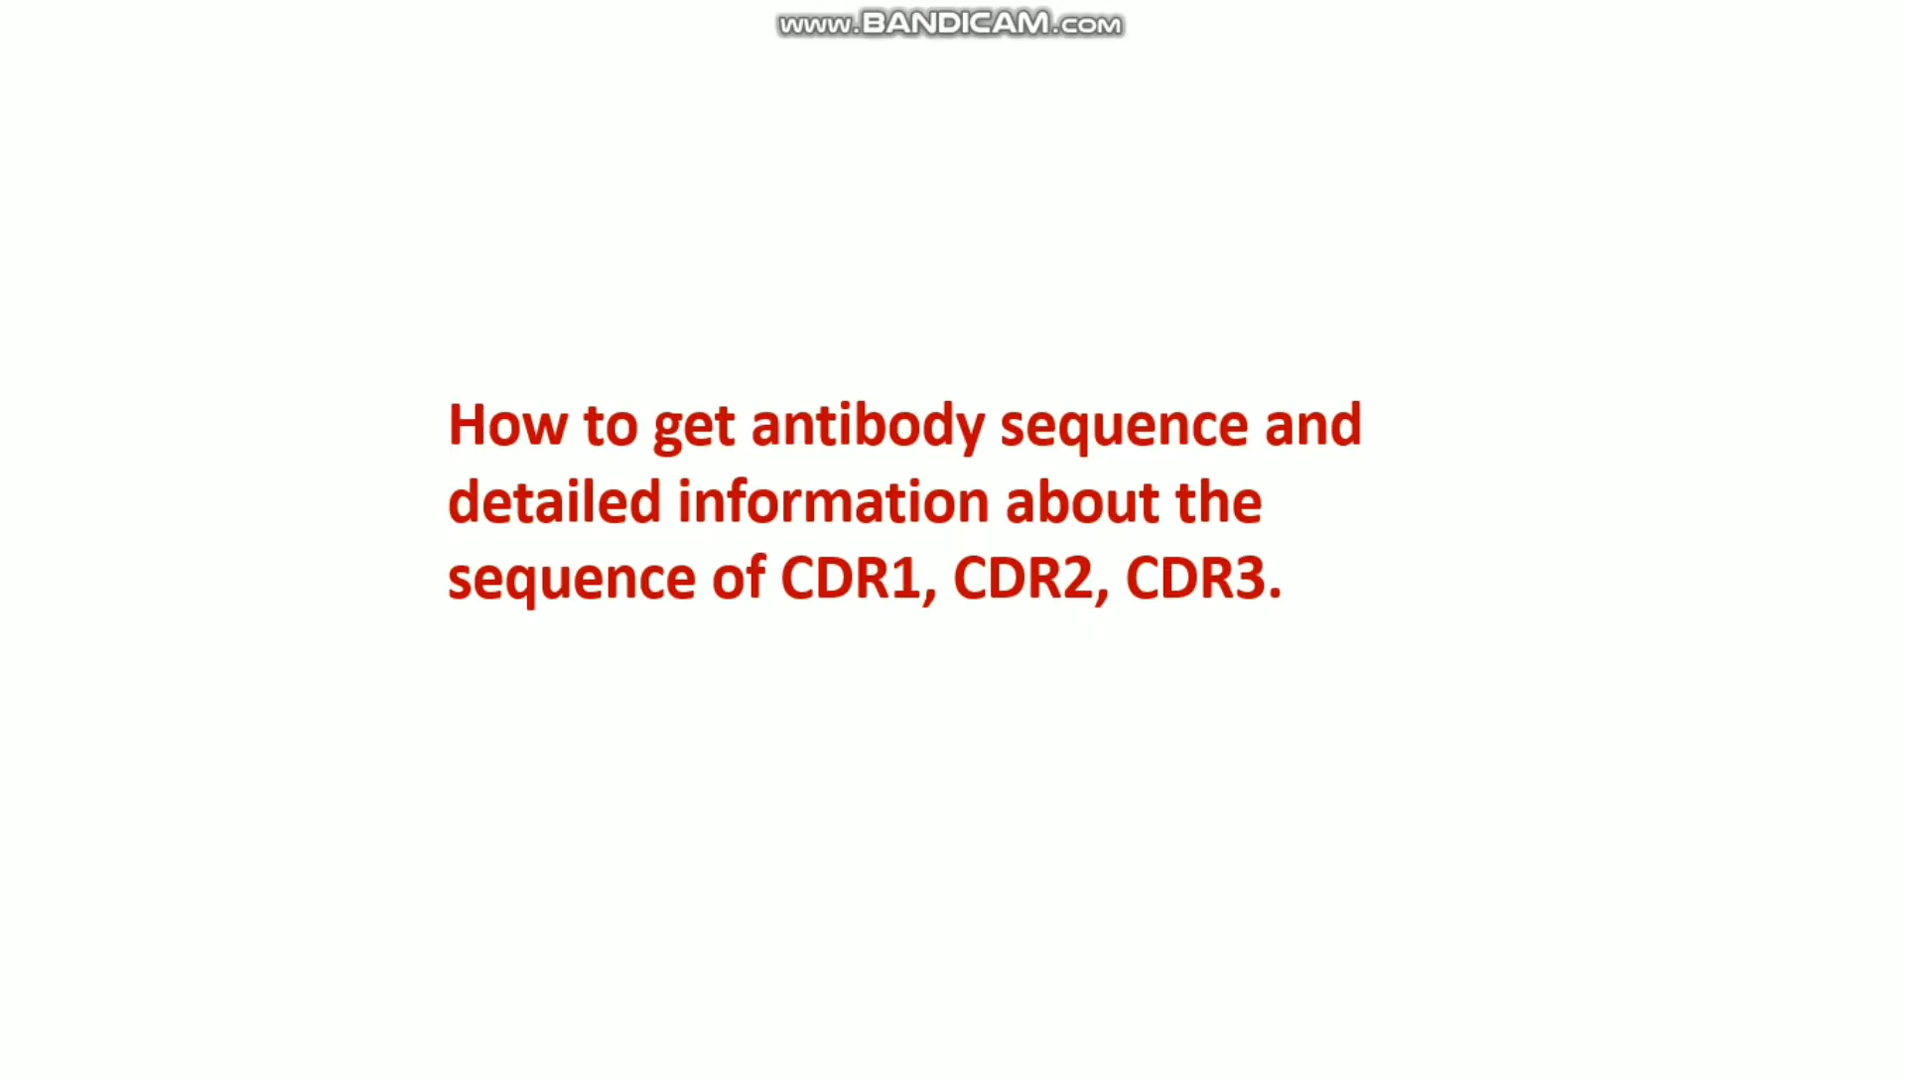 www.BANDICAM.com
How to get antibody sequence and
detailed information about the
sequence of CDR1, CDR2, CDR3.